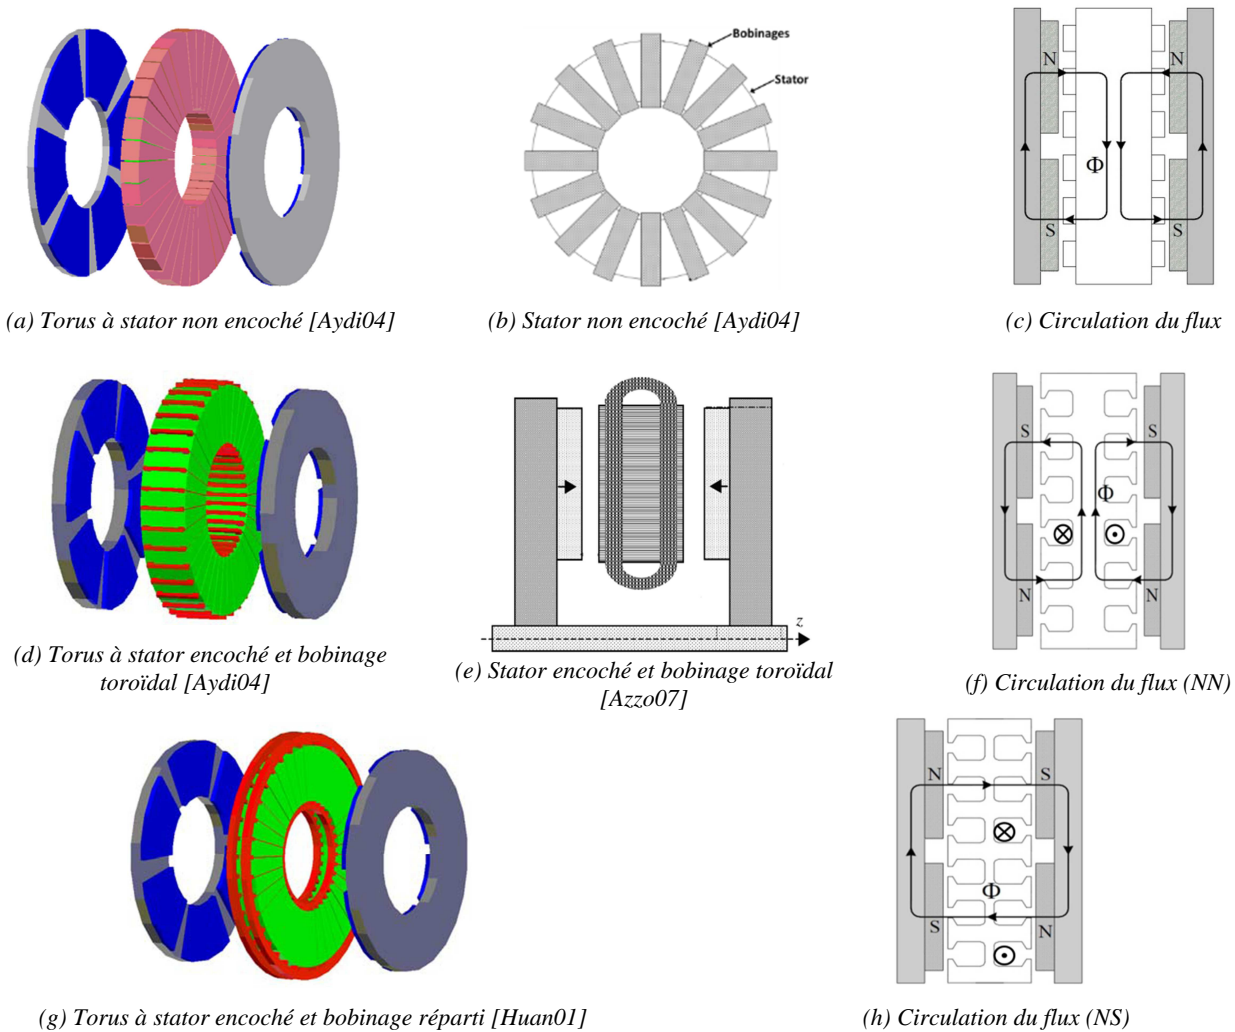 Bobinages
Stator
N
N
Φ
S
S
(a) Torus à stator non encoché [Aydi04]
(b) Stator non encoché [Aydi04]
(c) Circulation du flux
S
S
Φ
N
N
z
(d) Torus à stator encoché et bobinage
toroïdal [Aydi04]
(e) Stator encoché et bobinage toroïdal
[Azzo07]
(f) Circulation du flux (NN)
N
S
Φ
S
N
(g) Torus à stator encoché et bobinage réparti [Huan01]
(h) Circulation du flux (NS)